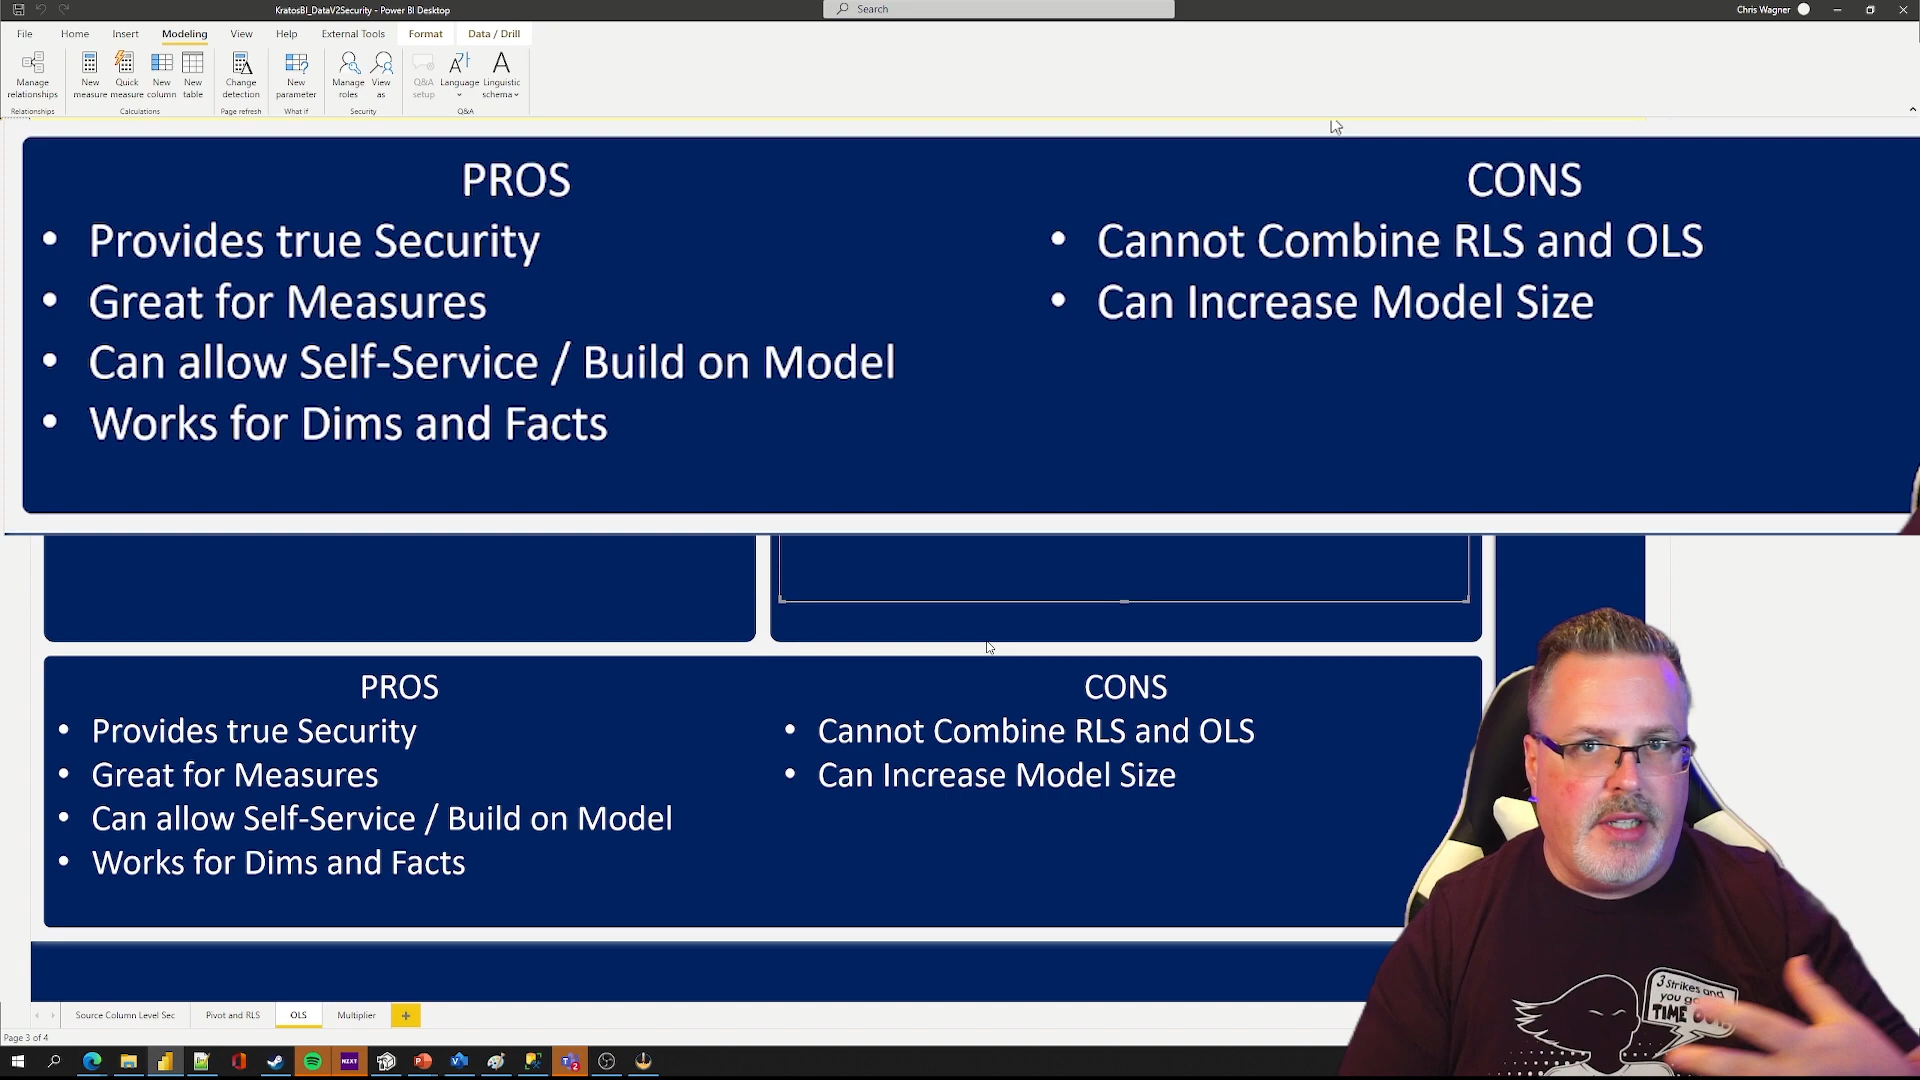 KratosBI_DataV2Security - Power BI Desktop
Search
Chris Wagner
File
Home
Insert
Modeling
View
Help
External Tools
Format
Data / Drill
Manage relationships
New measure
Quick measure
New column
New table
Change detection
New parameter
Manage roles
View as
Q&A setup
Language
Linguistic schema
Relationships
Calculations
Page refresh
What if
Security
Q&A
PROS
• Provides true Security
• Great for Measures
• Can allow Self-Service / Build on Model
• Works for Dims and Facts
CONS
• Cannot Combine RLS and OLS
• Can Increase Model Size
PROS
• Provides true Security
• Great for Measures
• Can allow Self-Service / Build on Model
• Works for Dims and Facts
CONS
• Cannot Combine RLS and OLS
• Can Increase Model Size
3 Strikes and
you
TIME
Source Column Level Sec
Pivot and RLS
OLS
Multiplier
+
Page 3 of 4
NZXT